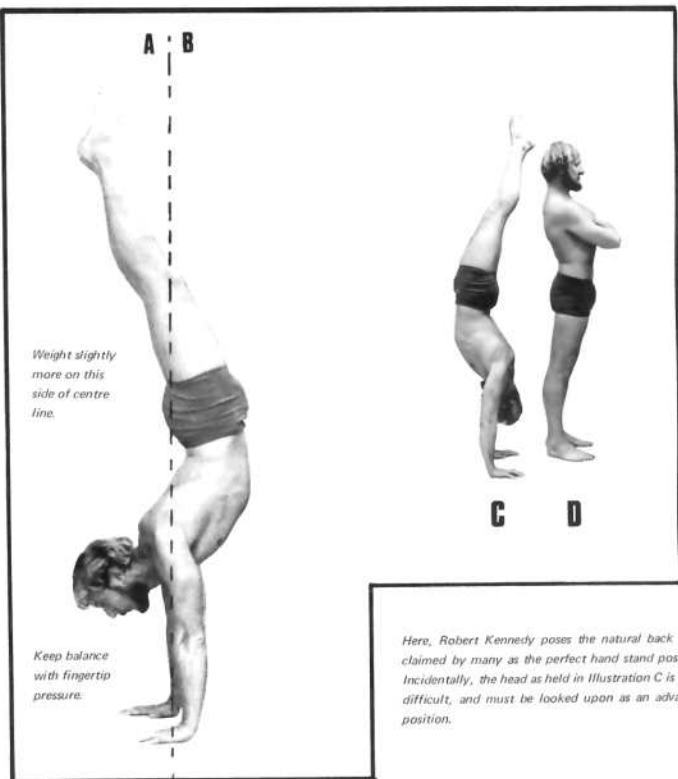 A B
Weight slightly
more on this
side of centre
line.
Keep balance
with fingertip
pressure.
C D
Here, Robert Kennedy poses the natural back
claimed by many as the perfect hand stand pos
Incidentally, the head as held in Illustration C is
difficult, and must be looked upon as an adva
position.